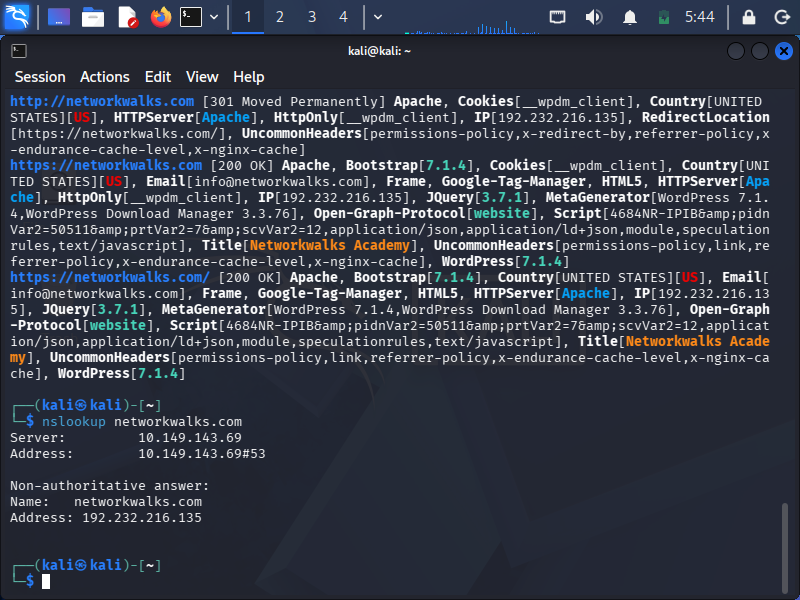 1 2 3 4 5:44
kali@kali: ~
Session Actions Edit View Help
http://networkwalks.com [301 Moved Permanently] Apache, Cookies[__wpdm_client], Country[UNITED
STATES][US], HTTPServer[Apache], HttpOnly[__wpdm_client], IP[192.232.216.135], RedirectLocation
[https://networkwalks.com/], UncommonHeaders[permissions-policy,x-redirect-by,referrer-policy,x
-endurance-cache-level,x-nginx-cache]
https://networkwalks.com [200 OK] Apache, Bootstrap[7.1.4], Cookies[__wpdm_client], Country[UNI
TED STATES][US], Email[info@networkwalks.com], Frame, Google-Tag-Manager, HTML5, HTTPServer[Apa
che], HttpOnly[__wpdm_client], IP[192.232.216.135], JQuery[3.7.1], MetaGenerator[WordPress 7.1.
4,WordPress Download Manager 3.3.76], Open-Graph-Protocol[website], Script[4684NR-IPIB&amp;pidn
Var2=50511&amp;prtVar2=7&amp;scvVar2=12,application/json,application/ld+json,module,speculation
rules,text/javascript], Title[Networkwalks Academy], UncommonHeaders[permissions-policy,link,re
ferrer-policy,x-endurance-cache-level,x-nginx-cache], WordPress[7.1.4]
https://networkwalks.com/ [200 OK] Apache, Bootstrap[7.1.4], Country[UNITED STATES][US], Email[
info@networkwalks.com], Frame, Google-Tag-Manager, HTML5, HTTPServer[Apache], IP[192.232.216.13
5], JQuery[3.7.1], MetaGenerator[WordPress 7.1.4,WordPress Download Manager 3.3.76], Open-Graph
-Protocol[website], Script[4684NR-IPIB&amp;pidnVar2=50511&amp;prtVar2=7&amp;scvVar2=12,applicat
ion/json,application/ld+json,module,speculationrules,text/javascript], Title[Networkwalks Acade
my], UncommonHeaders[permissions-policy,link,referrer-policy,x-endurance-cache-level,x-nginx-ca
che], WordPress[7.1.4]
┌──(kali㉿kali)-[~]
└─$ nslookup networkwalks.com
Server: 10.149.143.69
Address: 10.149.143.69#53
Non-authoritative answer:
Name: networkwalks.com
Address: 192.232.216.135
┌──(kali㉿kali)-[~]
└─$